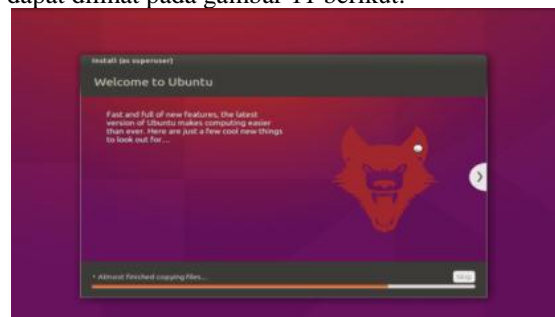 dapat dilihat pada gambar 11 berikut:
Install (as superuser)
Welcome to Ubuntu
Fast and full of new features, the latest
version of Ubuntu makes computing easier
than ever. Here are just a few cool new things
to look out for...
Almost finished copying files...
Skip